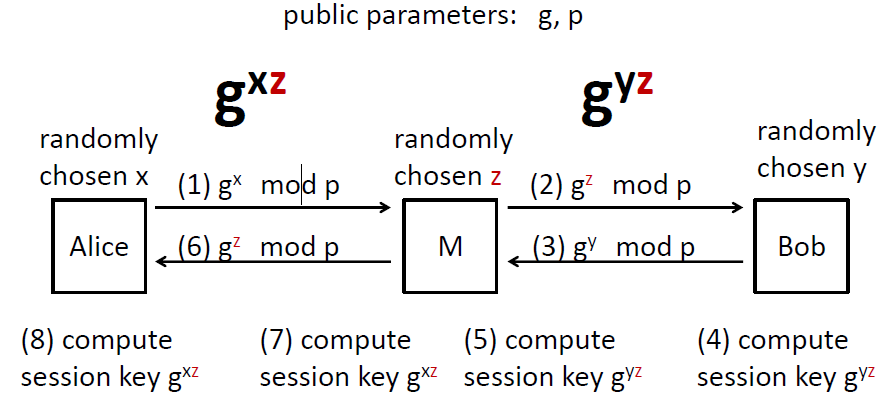 public parameters: g, p
g^xz
g^yz
randomly
chosen x
randomly
chosen z
randomly
chosen y
(1) g^x mod p
(2) g^z mod p
Alice
M
Bob
(6) g^z mod p
(3) g^y mod p
(8) compute
session key g^xz
(7) compute
session key g^xz
(5) compute
session key g^yz
(4) compute
session key g^yz